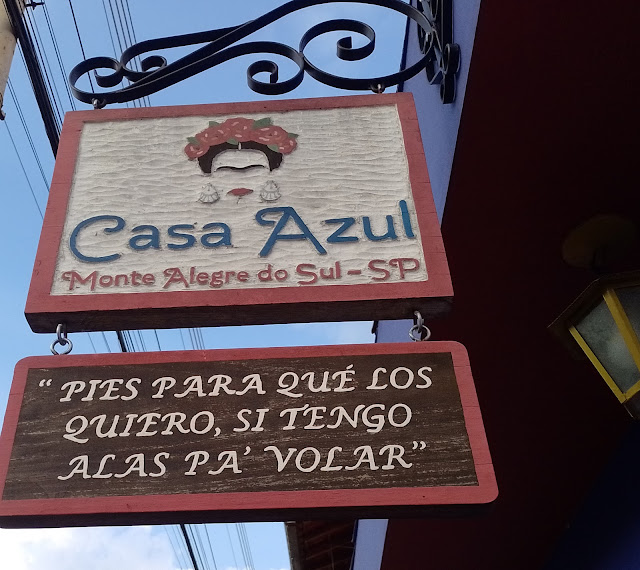 Casa Azul
Monte Alegre do Sul - SP
“ PIES PARA QUÉ LOS
QUIERO, SI TENGO
ALAS PA’ VOLAR”